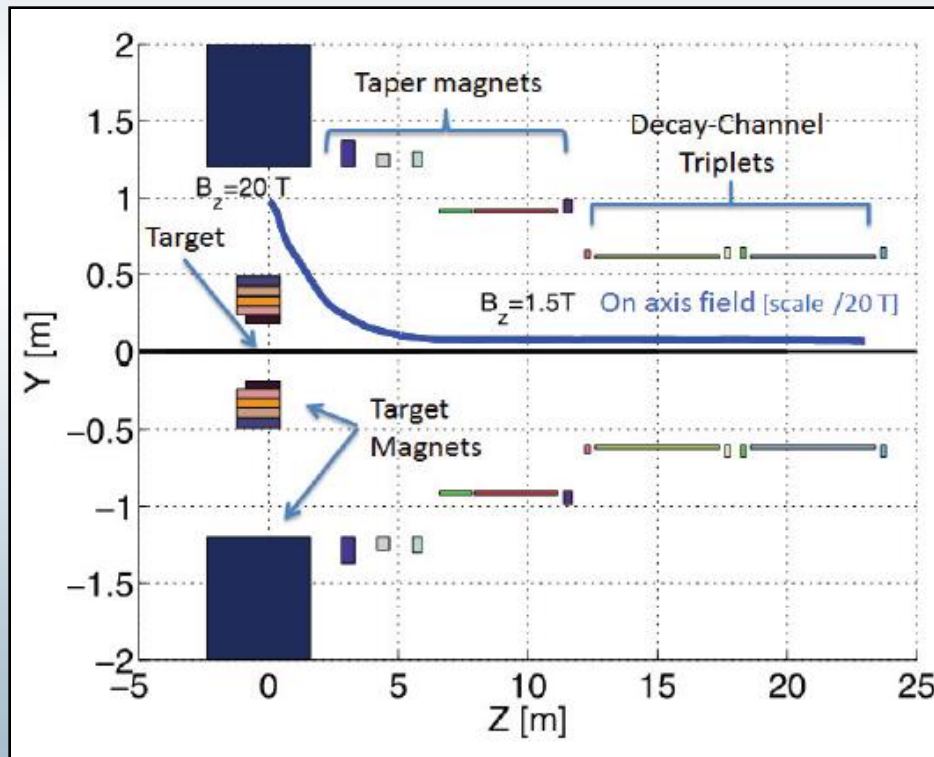 2
Taper magnets
1.5
Decay-Channel
Triplets
B_z=20 T
1
Target
0.5
B_z=1.5T On axis field [scale /20 T]
Y [m]
0
Target
Magnets
−0.5
−1
−1.5
−2
−5 0 5 10 15 20 25
Z [m]